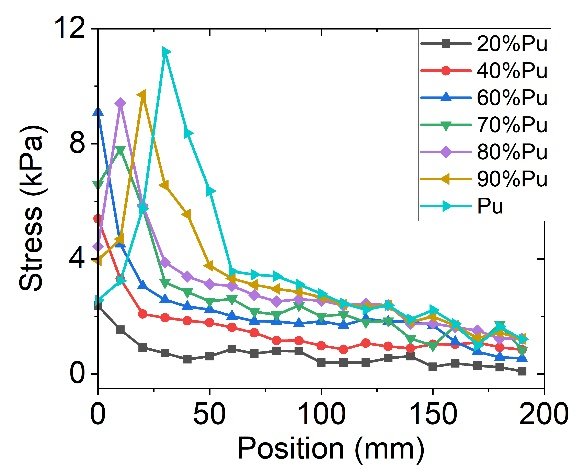 12
8
4
0
Stress (kPa)
0
50
100
150
200
Position (mm)
20%Pu
40%Pu
60%Pu
70%Pu
80%Pu
90%Pu
Pu